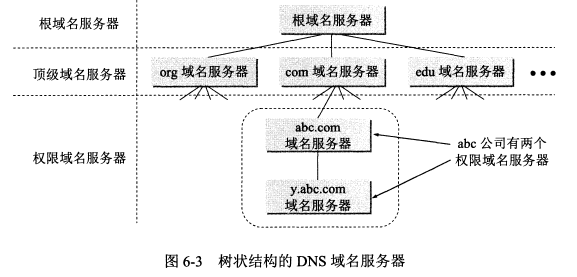 根域名服务器
根域名服务器
顶级域名服务器
org 域名服务器
com 域名服务器
edu 域名服务器
•••
权限域名服务器
abc.com
域名服务器
y.abc.com
域名服务器
abc 公司有两个
权限域名服务器
图 6-3 树状结构的 DNS 域名服务器